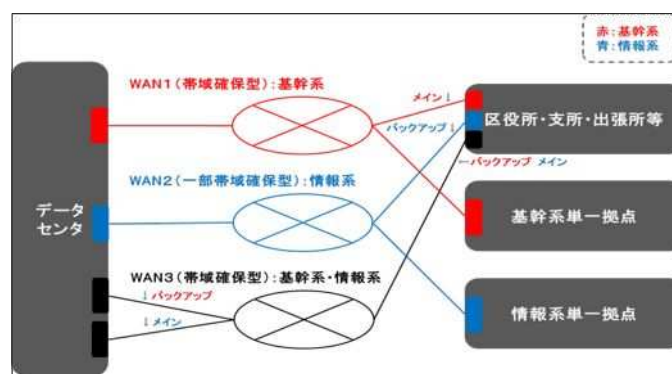 赤:基幹系
青:情報系
WAN1(帯域確保型):基幹系
メイン↓
バックアップ↓
区役所・支所・出張所等
←バックアップ メイン
WAN2(一部帯域確保型):情報系
データ
センタ
基幹系単一拠点
WAN3(帯域確保型):基幹系・情報系
↓バックアップ
↓メイン
情報系単一拠点